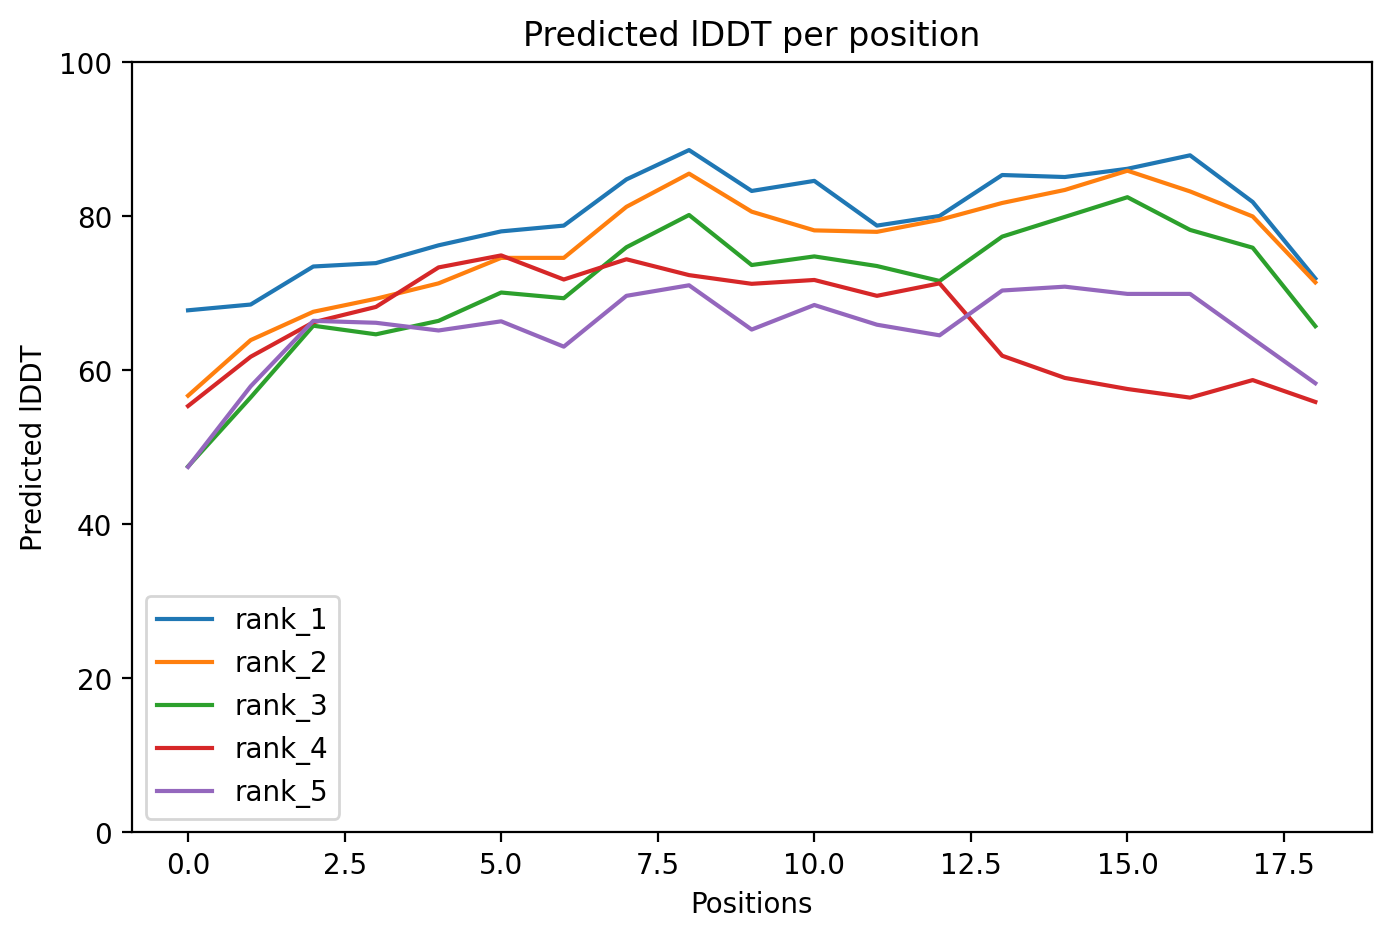 Predicted lDDT per position
100
80
60
40
20
0
Predicted lDDT
rank_1
rank_2
rank_3
rank_4
rank_5
0.0 2.5 5.0 7.5 10.0 12.5 15.0 17.5
Positions